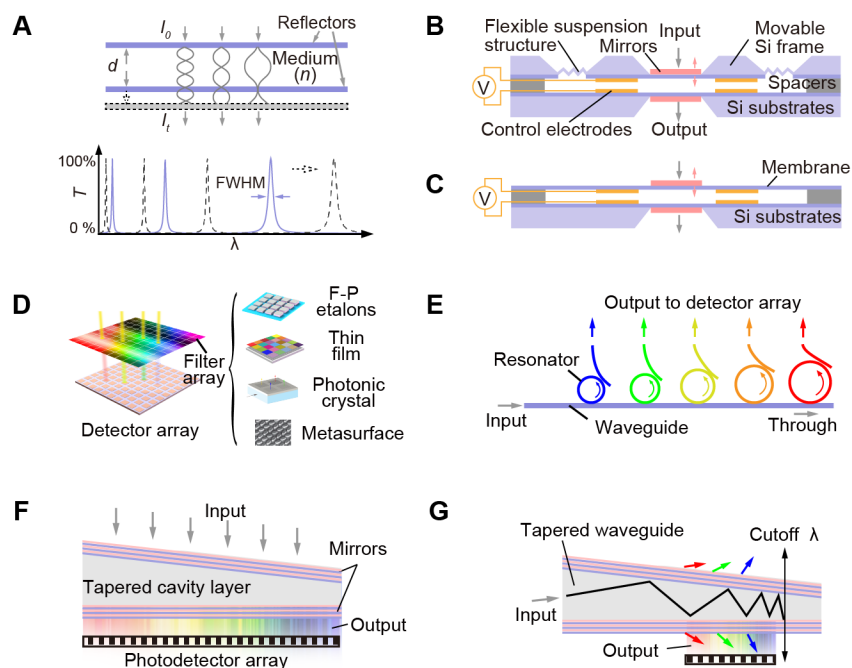 A
I0
Reflectors
d
Medium
(n)
It
100%
T
FWHM
0 %
λ
B
Flexible suspension
structure
Mirrors
Input
Movable
Si frame
V
Spacers
Control electrodes
Output
Si substrates
C
Membrane
V
Si substrates
D
Filter
array
Detector array
F-P
etalons
Thin
film
Photonic
crystal
Metasurface
E
Output to detector array
Resonator
Input
Waveguide
Through
F
Input
Mirrors
Tapered cavity layer
Output
Photodetector array
G
Tapered waveguide
Cutoff λ
Input
Output